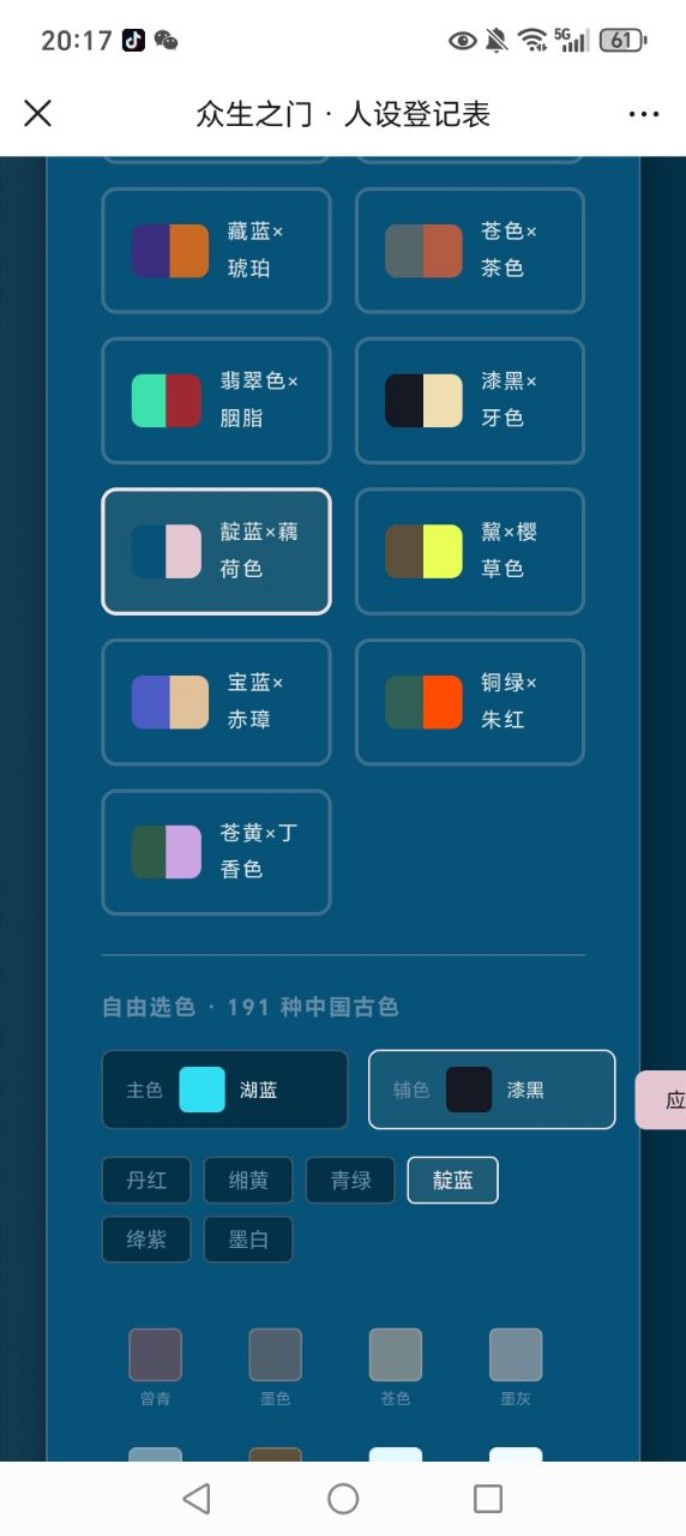 20:17
5G
61
众生之门 · 人设登记表
藏蓝×
琥珀
苍色×
茶色
翡翠色×
胭脂
漆黑×
牙色
靛蓝×藕
荷色
黧×樱
草色
宝蓝×
赤璋
铜绿×
朱红
苍黄×丁
香色
自由选色 · 191 种中国古色
主色 湖蓝
辅色 漆黑
应
丹红 缃黄 青绿 靛蓝
绛紫 墨白
曾青 墨色 苍色 墨灰